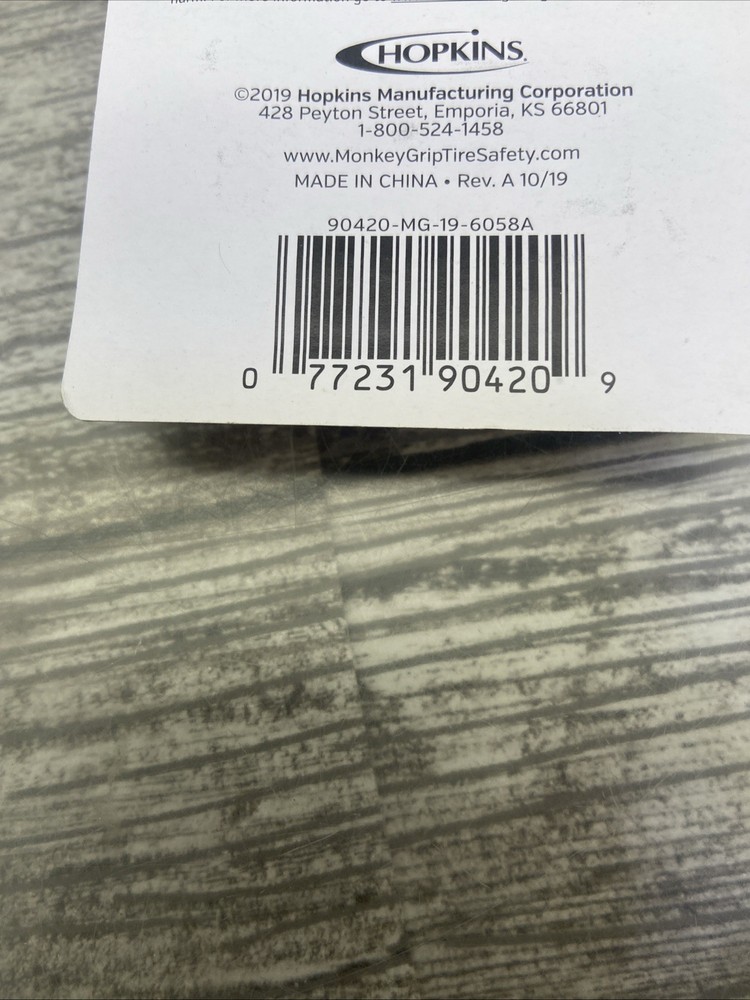 HOPKINS.
©2019 Hopkins Manufacturing Corporation
428 Peyton Street, Emporia, KS 66801
1-800-524-1458
www.MonkeyGripTireSafety.com
MADE IN CHINA • Rev. A 10/19
90420-MG-19-6058A
0 77231 90420 9